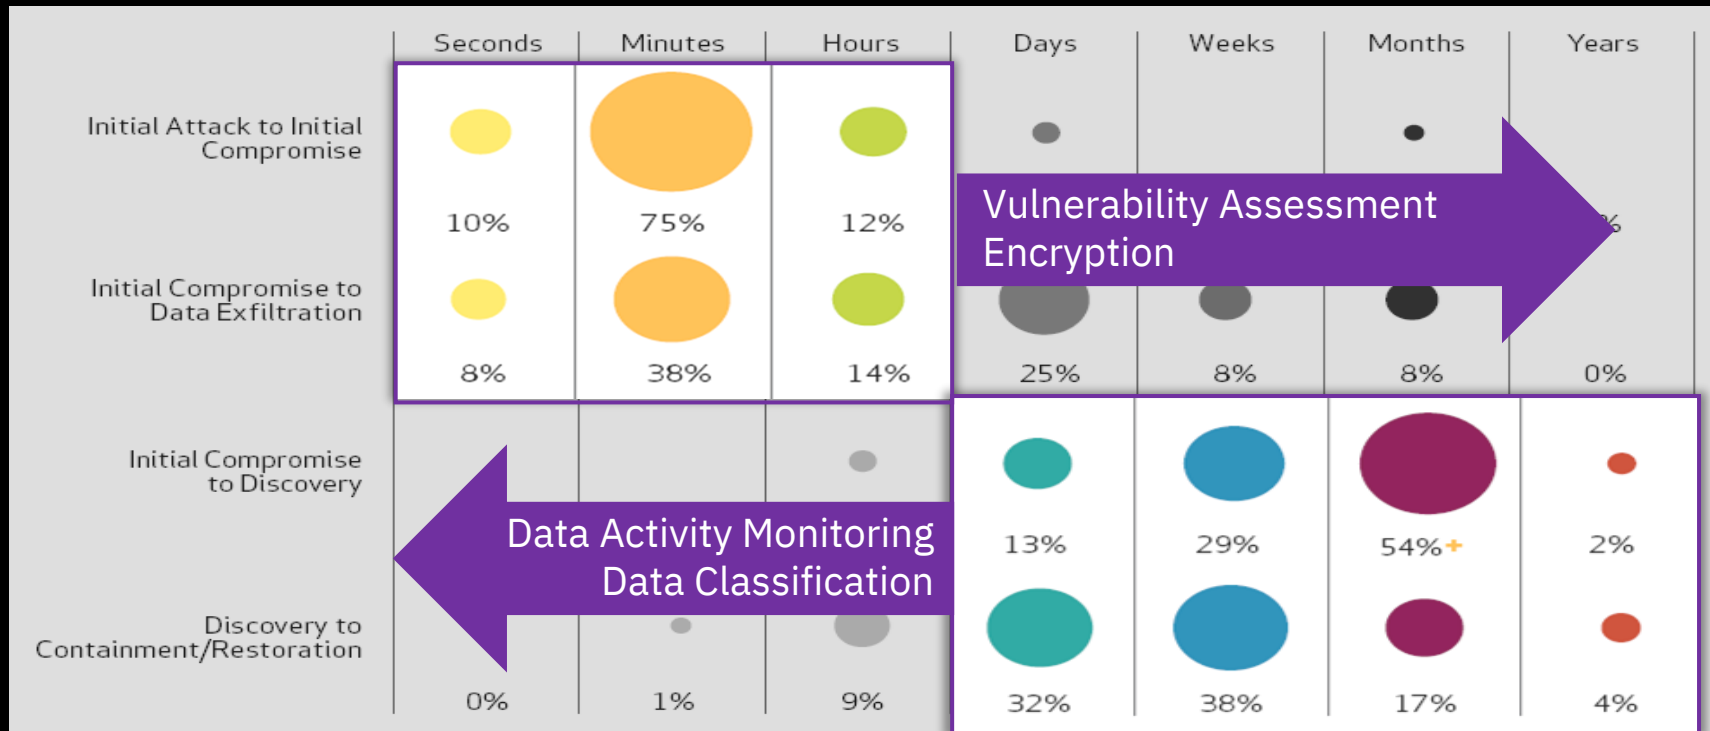 Seconds Minutes Hours Days Weeks Months Years
Initial Attack to Initial
Compromise
10% 75% 12%
Vulnerability Assessment
Encryption
Initial Compromise to
Data Exfiltration
8% 38% 14% 25% 8% 8% 0%
Initial Compromise
to Discovery
13% 29% 54%+ 2%
Data Activity Monitoring
Data Classification
Discovery to
Containment/Restoration
0% 1% 9% 32% 38% 17% 4%